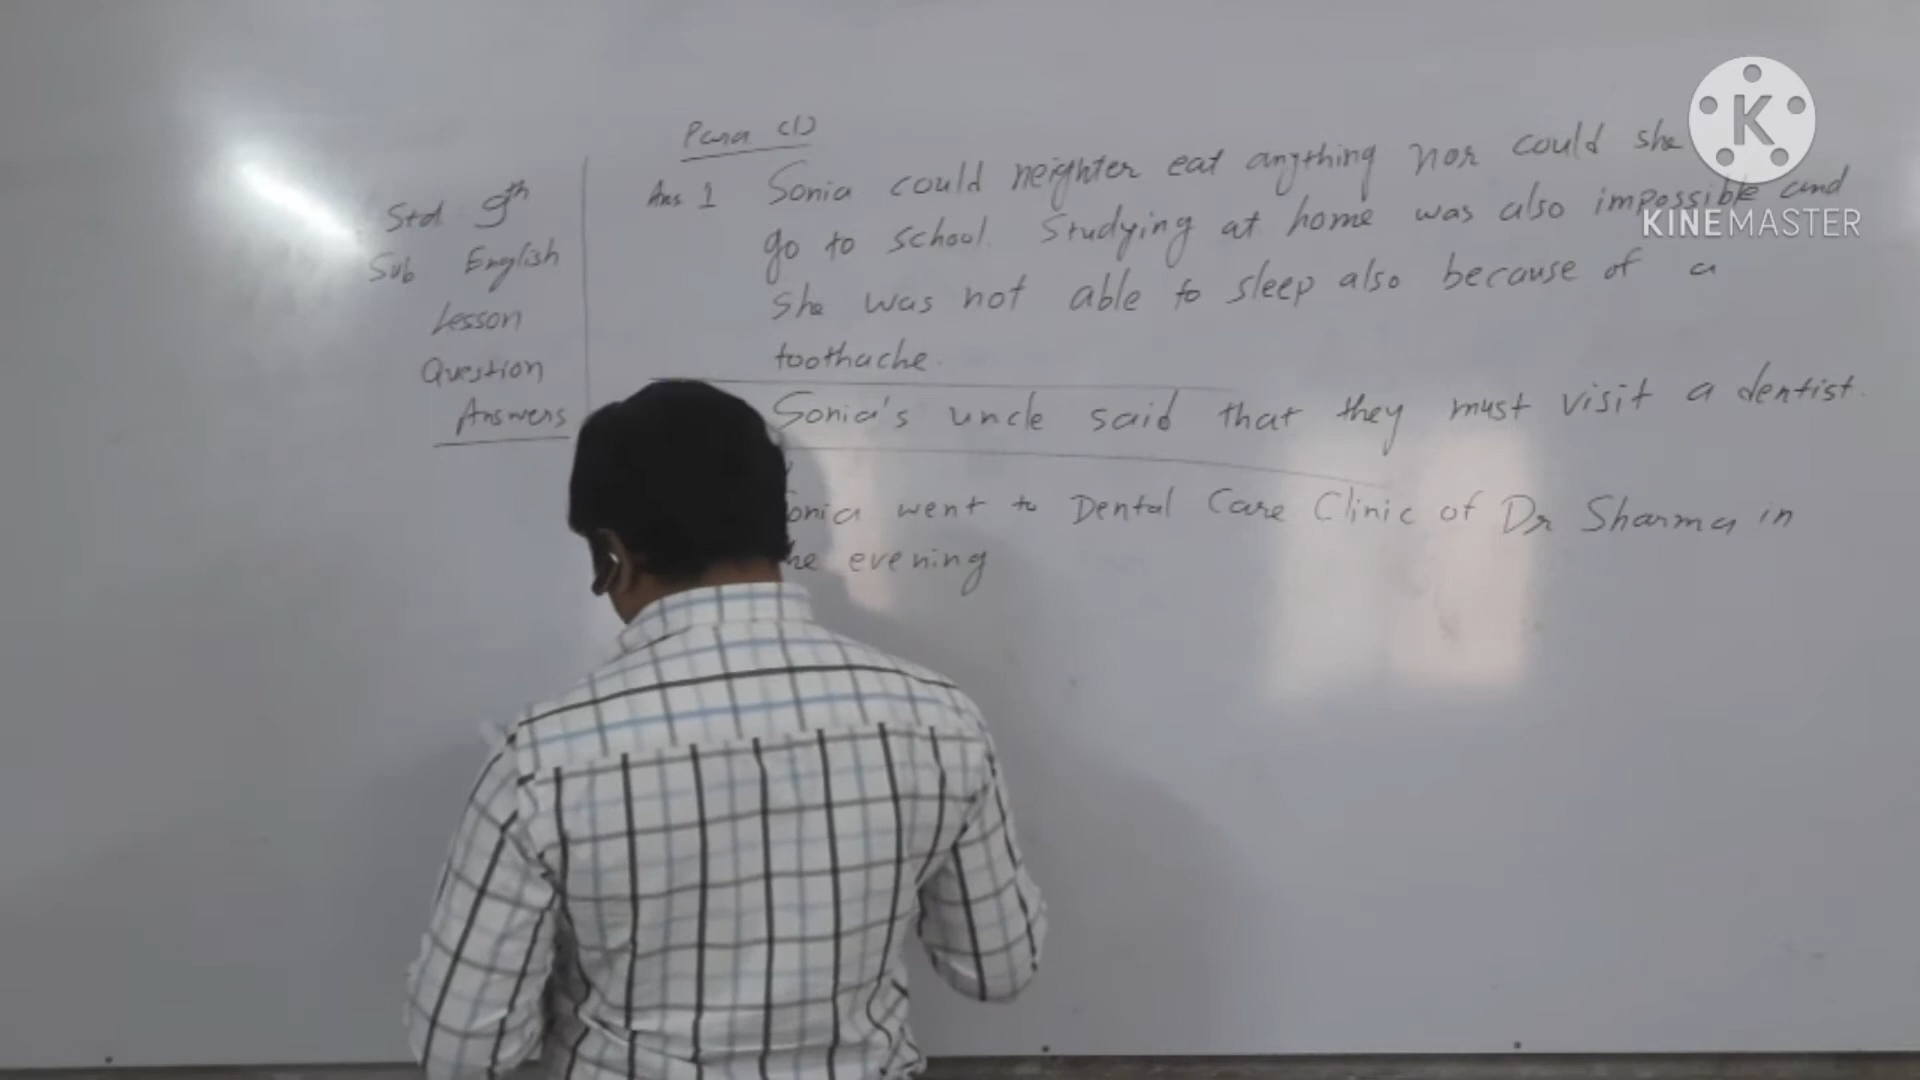 Para (1)
Std 9th
Sub English
Lesson
Question
Answers
Ans 1 Sonia could neighter eat anything nor could she
go to school. Studying at home was also impossible and
she was not able to sleep also because of a
toothache.
Sonia's uncle said that they must visit a dentist.
onia went to Dental Care Clinic of Dr Sharma in
he evening
K
KINEMASTER